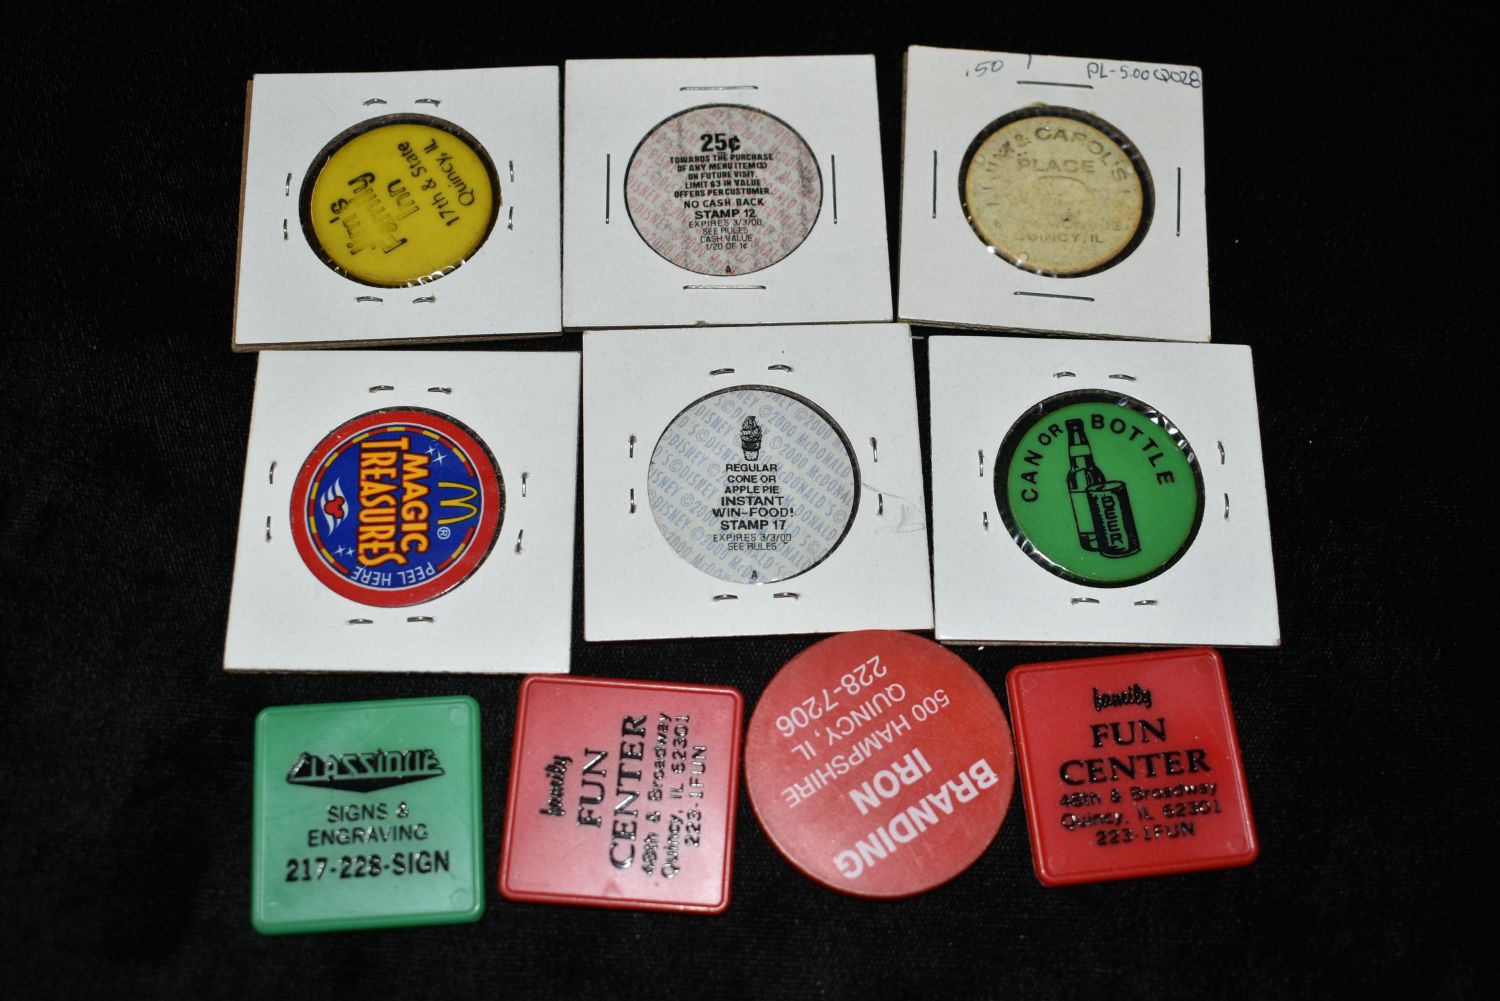 Jim's
Family
Inn
17th & State
Quincy, IL
25¢
TOWARDS THE PURCHASE
OF ANY MENU ITEM(S)
ON FUTURE VISIT.
LIMIT $3 IN VALUE
OFFERS PER CUSTOMER.
NO CASH BACK
STAMP 12
EXPIRES 3/3/00
SEE RULES
CASH VALUE
1/20 OF 1¢
A
.50
PL-5.00 Q028
& CAROL'S
PLACE
QUINCY, IL
MAGIC
TREASURES
®
PEEL HERE
©DISNEY ©2000 McDONALD'S
REGULAR
CONE OR
APPLE PIE
INSTANT
WIN-FOOD!
STAMP 17
EXPIRES 3/3/00
SEE RULES
A
CAN OR BOTTLE
BEER
CLASSIQUE
SIGNS &
ENGRAVING
217-228-SIGN
family
FUN
CENTER
48th & Broadway
Quincy, IL 62301
223-1FUN
BRANDING
IRON
500 HAMPSHIRE
QUINCY, IL
228-7206
family
FUN
CENTER
48th & Broadway
Quincy, IL 62301
223-1FUN